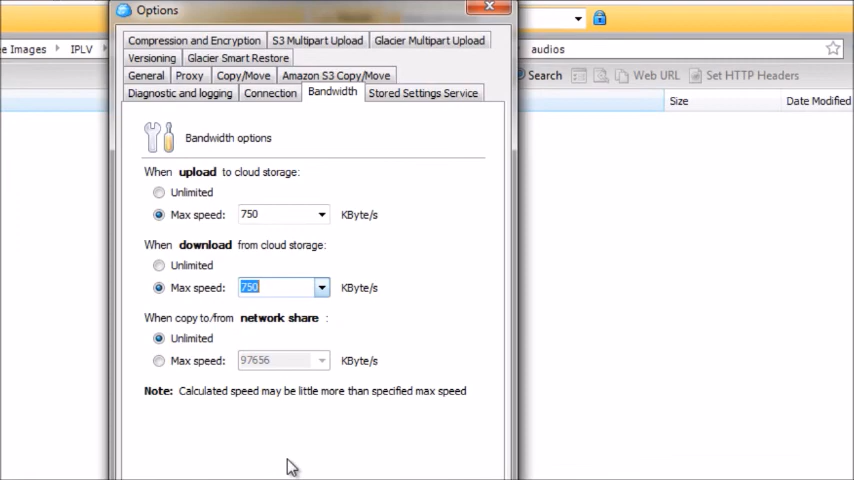 Options
e Images IPLV audios
Compression and Encryption S3 Multipart Upload Glacier Multipart Upload
Versioning Glacier Smart Restore
General Proxy Copy/Move Amazon S3 Copy/Move
Diagnostic and logging Connection Bandwidth Stored Settings Service
Search Web URL Set HTTP Headers
Size Date Modified
Bandwidth options
When upload to cloud storage:
Unlimited
Max speed: 750 KByte/s
When download from cloud storage:
Unlimited
Max speed: 750 KByte/s
When copy to/from network share :
Unlimited
Max speed: 97656 KByte/s
Note: Calculated speed may be little more than specified max speed